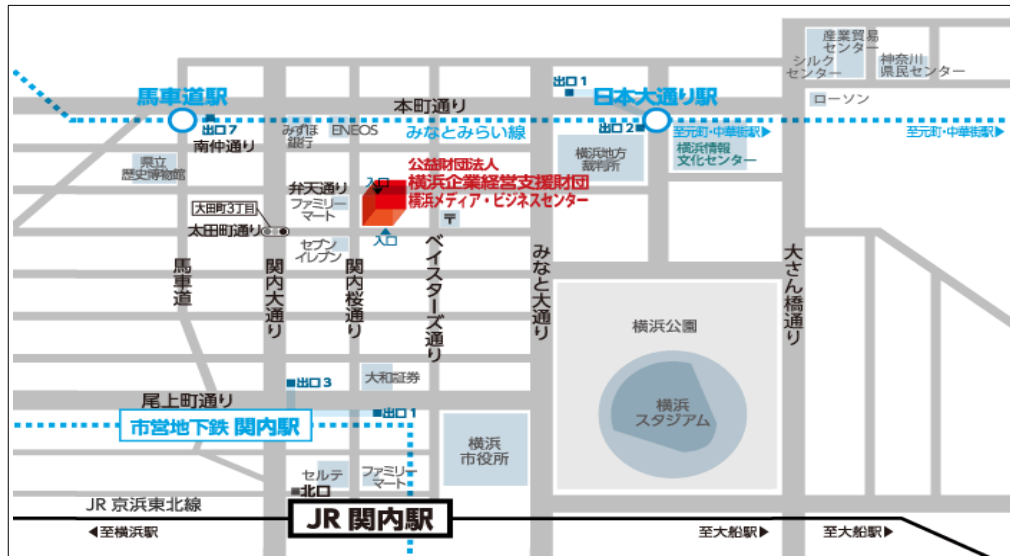 産業貿易
センター
シルク
センター
神奈川
県民センター
ローソン
出口1
馬車道駅
本町通り
日本大通り駅
出口7
みずほ
銀行
ENEOS
みなとみらい線
出口2
至元町・中華街駅▶
至元町・中華街駅▶
南仲通り
横浜地方
裁判所
横浜情報
文化センター
県立
歴史博物館
公益財団法人
横浜企業経営支援財団
横浜メディア・ビジネスセンター
入口
弁天通り
ファミリー
マート
大田町3丁目
太田町通り
〒
入口
セブン
イレブン
馬車道
関内大通り
関内桜通り
ベイスターズ通り
みなと大通り
大さん橋通り
横浜公園
横浜
スタジアム
大和証券
出口3
尾上町通り
出口1
市営地下鉄 関内駅
横浜
市役所
セルテ
ファミリー
マート
北口
JR 京浜東北線
JR 関内駅
◀至横浜駅
至大船駅▶
至大船駅▶